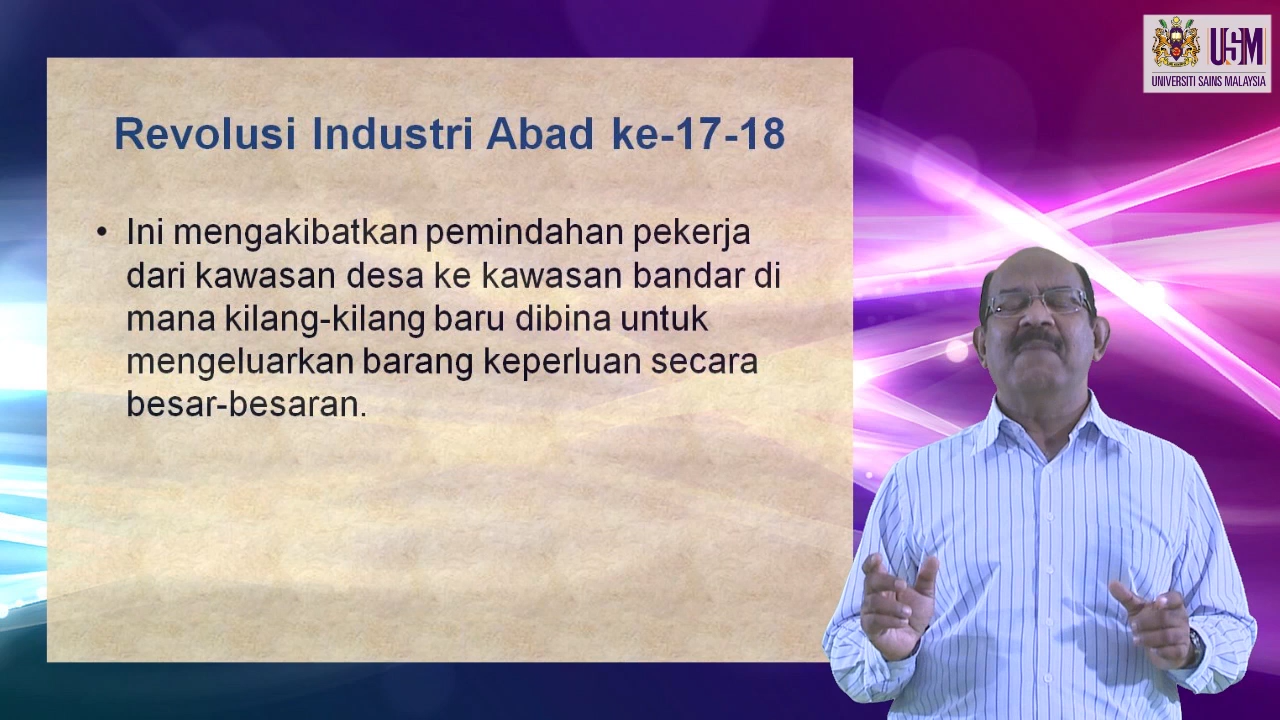 USM
UNIVERSITI SAINS MALAYSIA
Revolusi Industri Abad ke-17-18
• Ini mengakibatkan pemindahan pekerja
dari kawasan desa ke kawasan bandar di
mana kilang-kilang baru dibina untuk
mengeluarkan barang keperluan secara
besar-besaran.